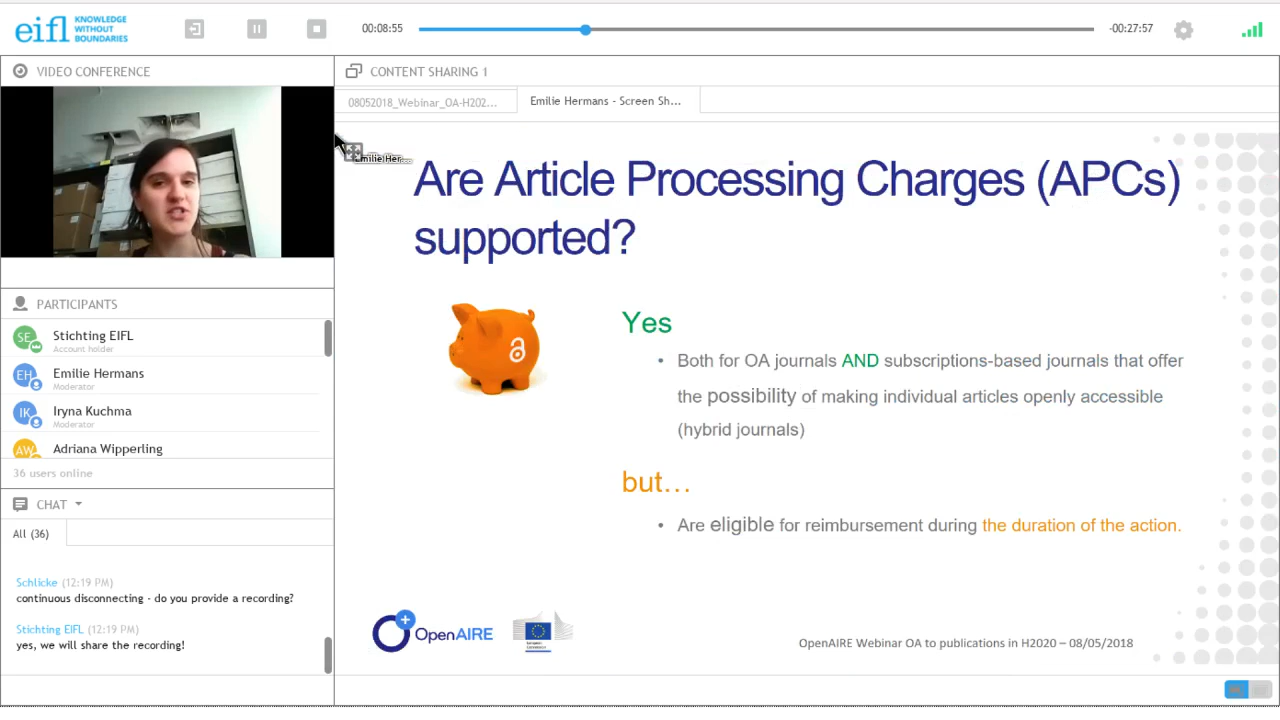 eifl KNOWLEDGE
WITHOUT
BOUNDARIES
00:08:55
-00:27:57
VIDEO CONFERENCE
PARTICIPANTS
SE
Stichting EIFL
Account holder
EH
Emilie Hermans
Moderator
IK
Iryna Kuchma
Moderator
AW
Adriana Wipperling
36 users online
CHAT
All (36)
Schlicke (12:19 PM)
continuous disconnecting - do you provide a recording?
Stichting EIFL (12:19 PM)
yes, we will share the recording!
CONTENT SHARING 1
08052018_Webinar_OA-H202...
Emilie Hermans - Screen Sh...
Are Article Processing Charges (APCs)
supported?
Yes
• Both for OA journals AND subscriptions-based journals that offer
the possibility of making individual articles openly accessible
(hybrid journals)
but...
• Are eligible for reimbursement during the duration of the action.
OpenAIRE
OpenAIRE Webinar OA to publications in H2020 – 08/05/2018